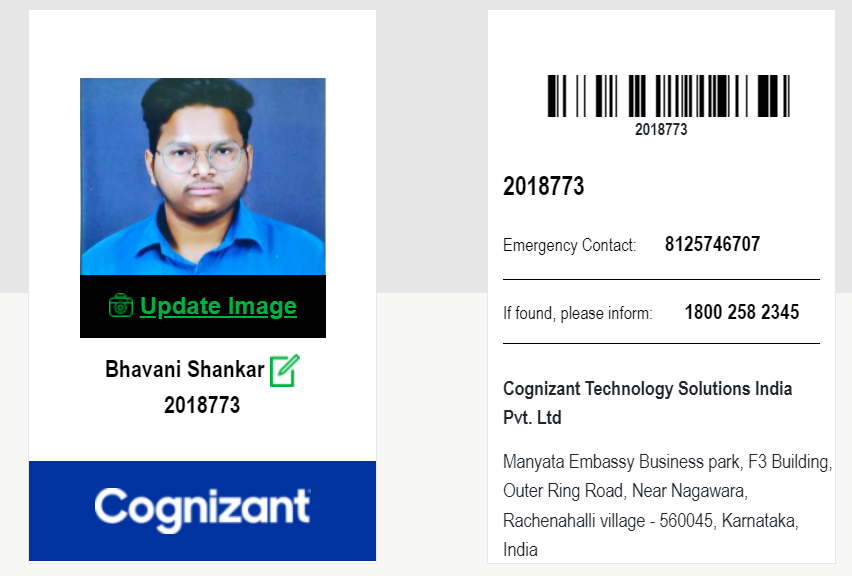 Update Image
Bhavani Shankar
2018773
Cognizant
2018773
2018773
Emergency Contact: 8125746707
If found, please inform: 1800 258 2345
Cognizant Technology Solutions India
Pvt. Ltd
Manyata Embassy Business park, F3 Building,
Outer Ring Road, Near Nagawara,
Rachenahalli village - 560045, Karnataka,
India